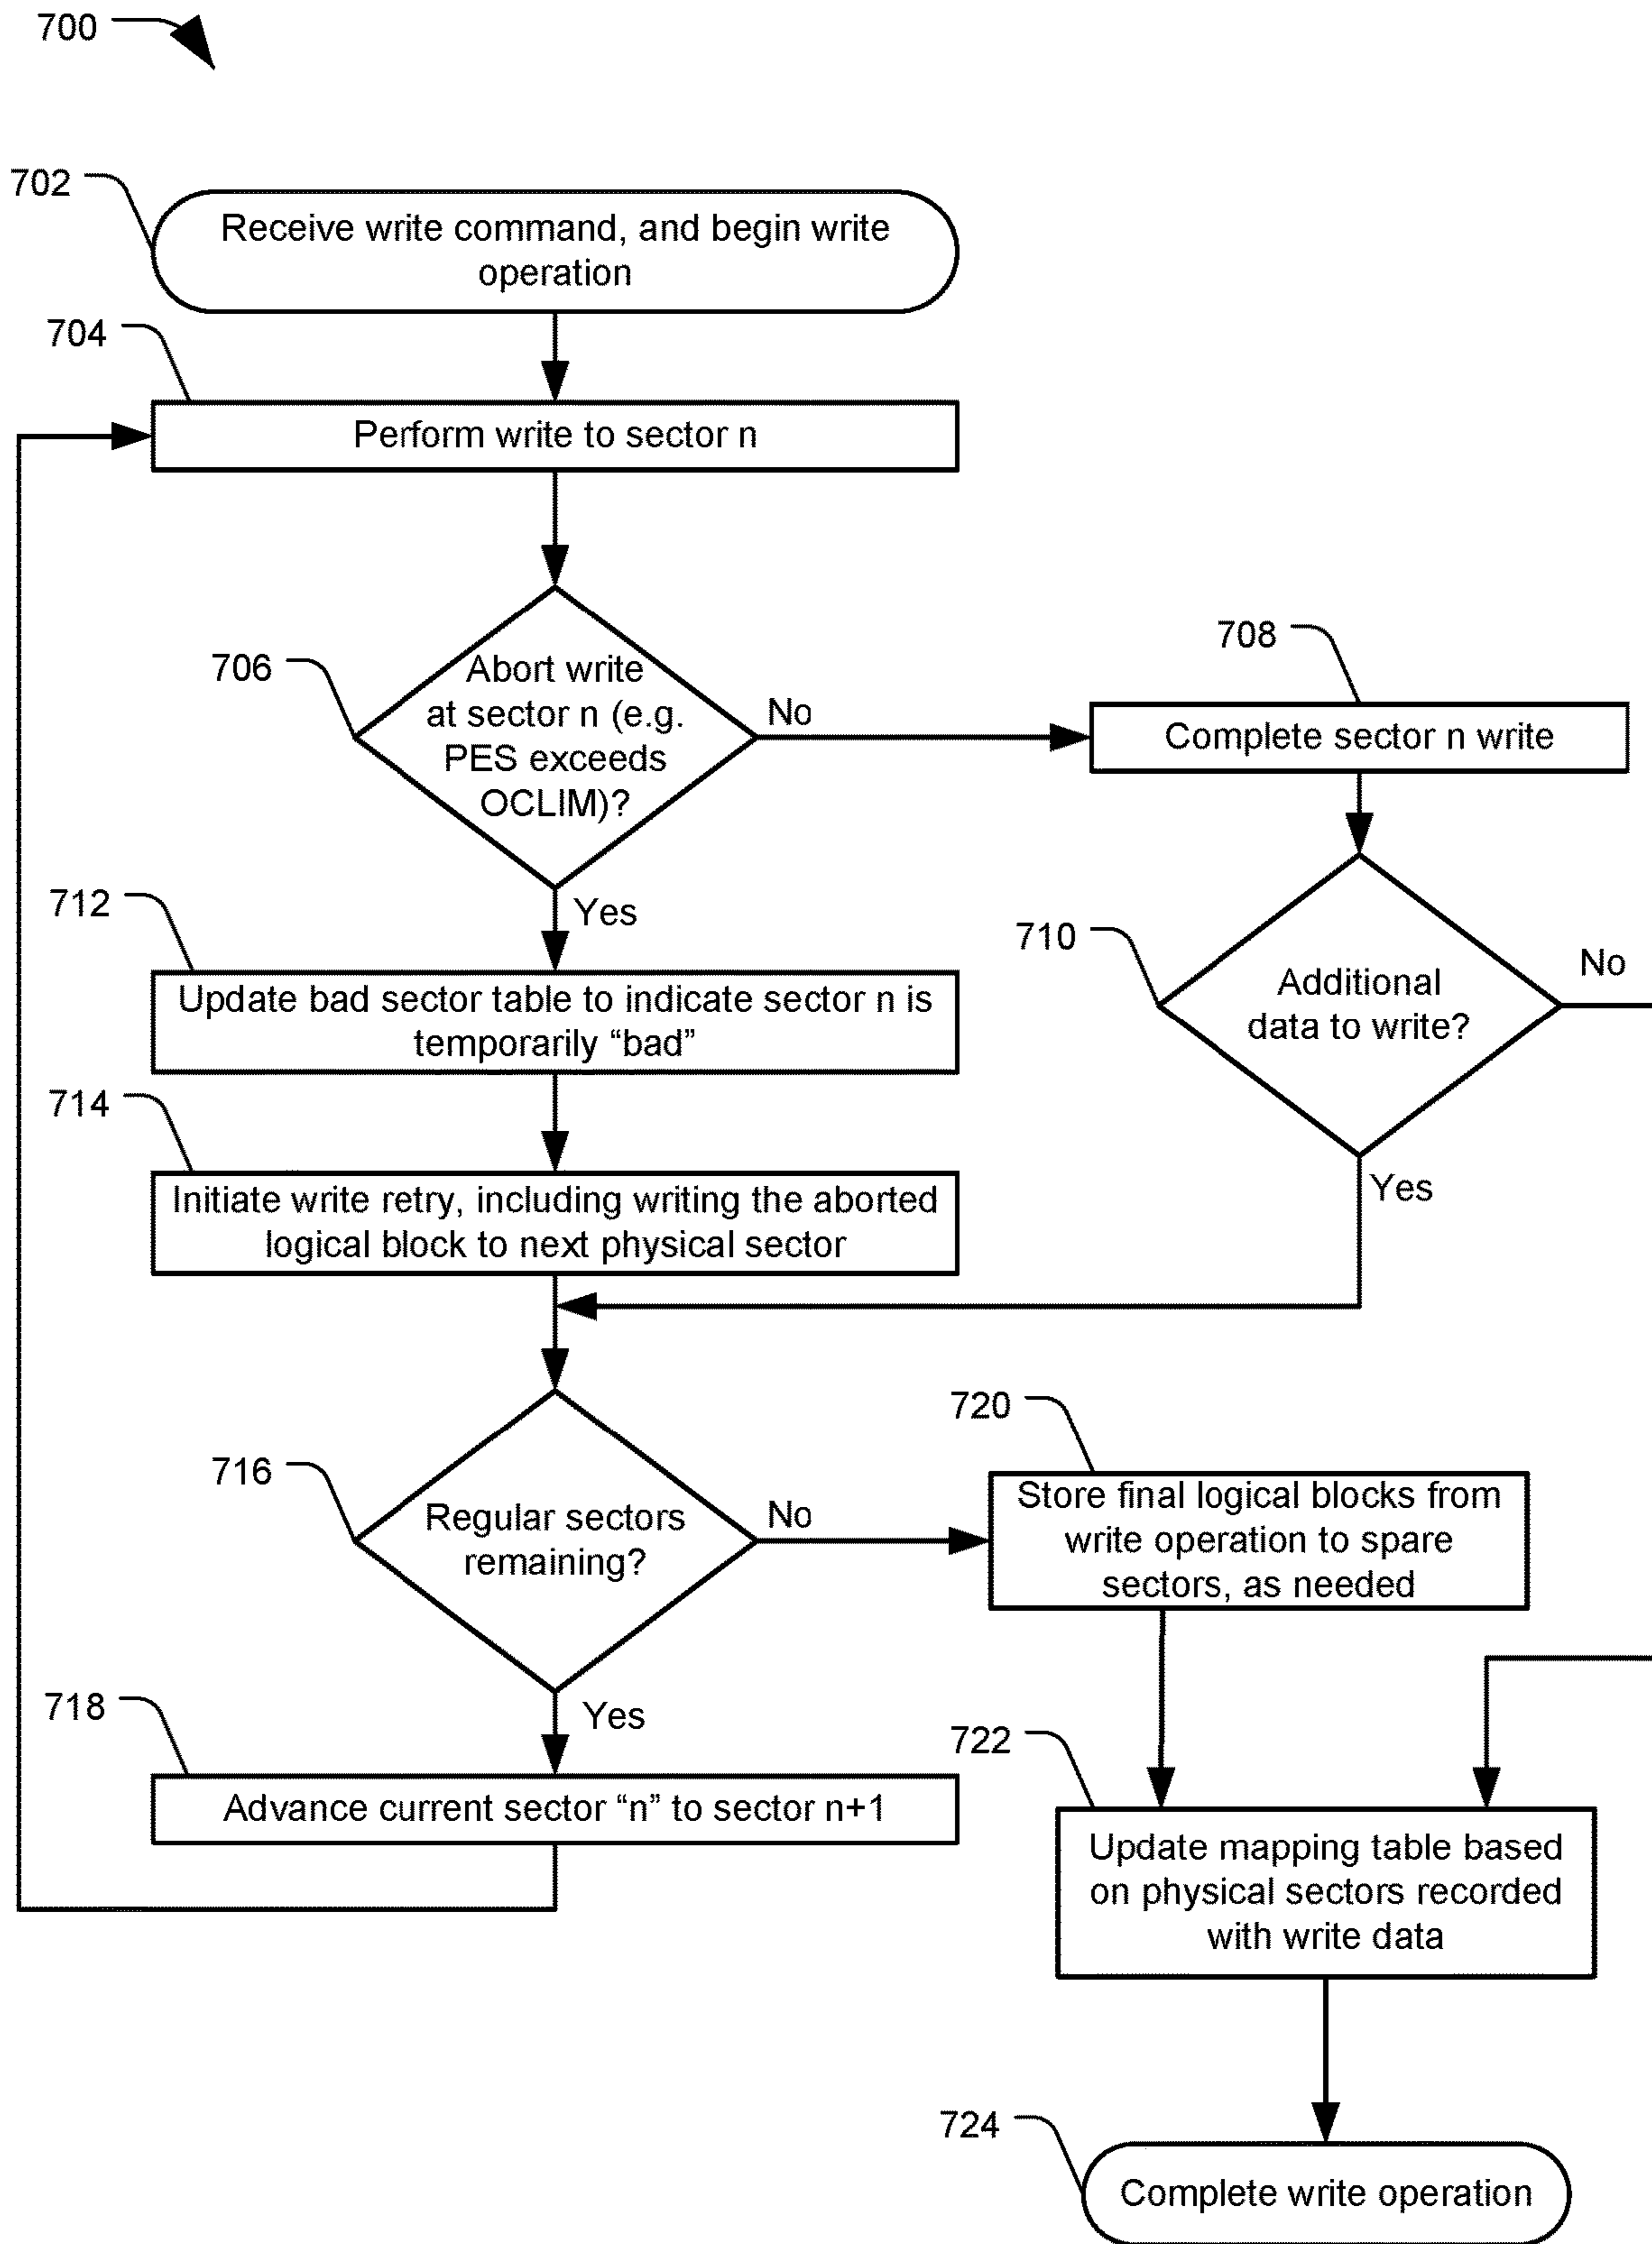 700
702
Receive write command, and begin write
operation
704
Perform write to sector n
706
Abort write
at sector n (e.g.
PES exceeds
OCLIM)?
No
708
Complete sector n write
Yes
710
Additional
data to write?
No
Yes
712
Update bad sector table to indicate sector n is
temporarily “bad”
714
Initiate write retry, including writing the aborted
logical block to next physical sector
716
Regular sectors
remaining?
No
720
Store final logical blocks from
write operation to spare
sectors, as needed
Yes
718
Advance current sector “n” to sector n+1
722
Update mapping table based
on physical sectors recorded
with write data
724
Complete write operation